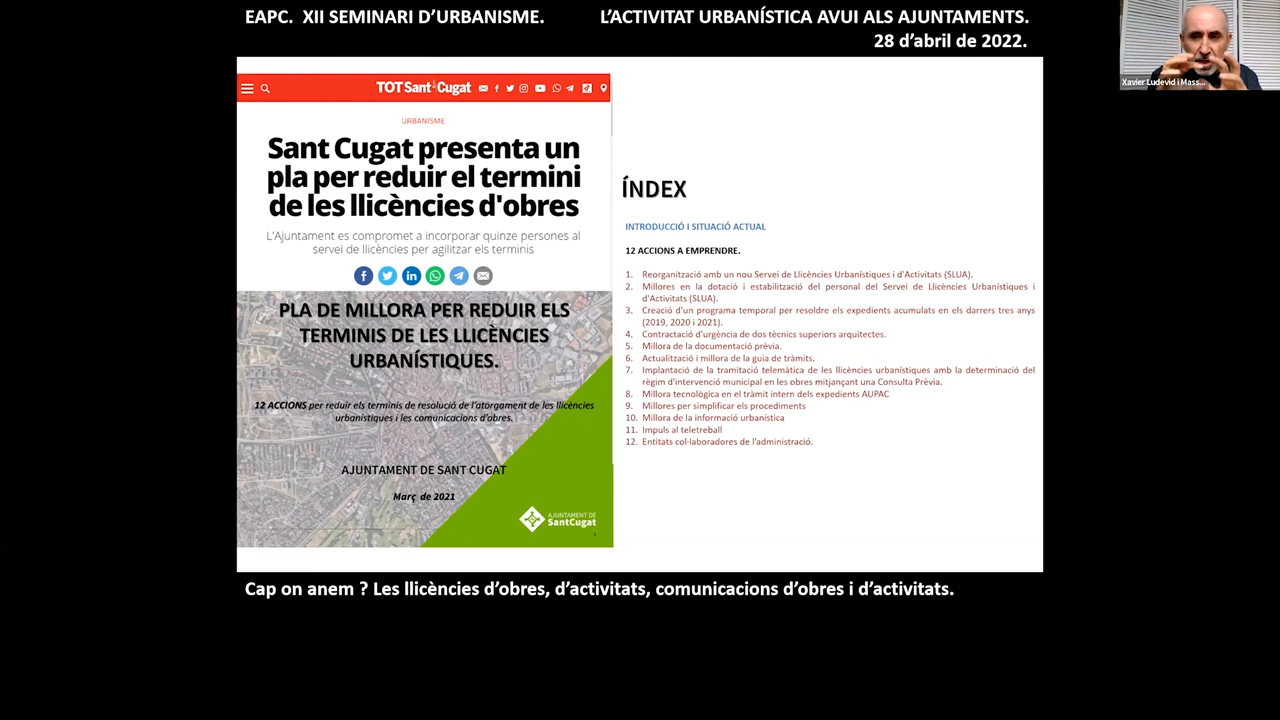 EAPC. XII SEMINARI D'URBANISME. L'ACTIVITAT URBANÍSTICA AVUI ALS AJUNTAMENTS.
28 d'abril de 2022.
Xavier Ludevid i Mass...
TOT Sant Cugat
URBANISME
Sant Cugat presenta un
pla per reduir el termini
de les llicències d'obres
L'Ajuntament es compromet a incorporar quinze persones al
servei de llicències per agilitzar els terminis
PLA DE MILLORA PER REDUIR ELS
TERMINIS DE LES LLICÈNCIES
URBANÍSTIQUES.
12 ACCIONS per reduir els terminis de resolució de l'atorgament de les llicències
urbanístiques i les comunicacions d'obres.
AJUNTAMENT DE SANT CUGAT
Març de 2021
AJUNTAMENT DE
SantCugat
1
ÍNDEX
INTRODUCCIÓ I SITUACIÓ ACTUAL
12 ACCIONS A EMPRENDRE.
1. Reorganització amb un nou Servei de Llicències Urbanístiques i d'Activitats (SLUA).
2. Millores en la dotació i estabilització del personal del Servei de Llicències Urbanístiques i
d'Activitats (SLUA).
3. Creació d'un programa temporal per resoldre els expedients acumulats en els darrers tres anys
(2019, 2020 i 2021).
4. Contractació d'urgència de dos tècnics superiors arquitectes.
5. Millora de la documentació prèvia.
6. Actualització i millora de la guia de tràmits.
7. Implantació de la tramitació telemàtica de les llicències urbanístiques amb la determinació del
règim d'intervenció municipal en les obres mitjançant una Consulta Prèvia.
8. Millora tecnològica en el tràmit intern dels expedients AUPAC
9. Millores per simplificar els procediments
10. Millora de la informació urbanística
11. Impuls al teletreball
12. Entitats col·laboradores de l'administració.
Cap on anem ? Les llicències d'obres, d'activitats, comunicacions d'obres i d'activitats.